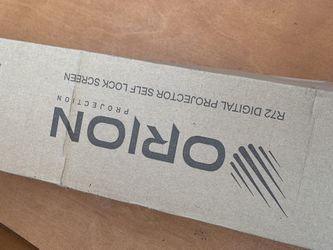 ORION
PROJECTION
R72 DIGITAL PROJECTOR SELF LOCK SCREEN